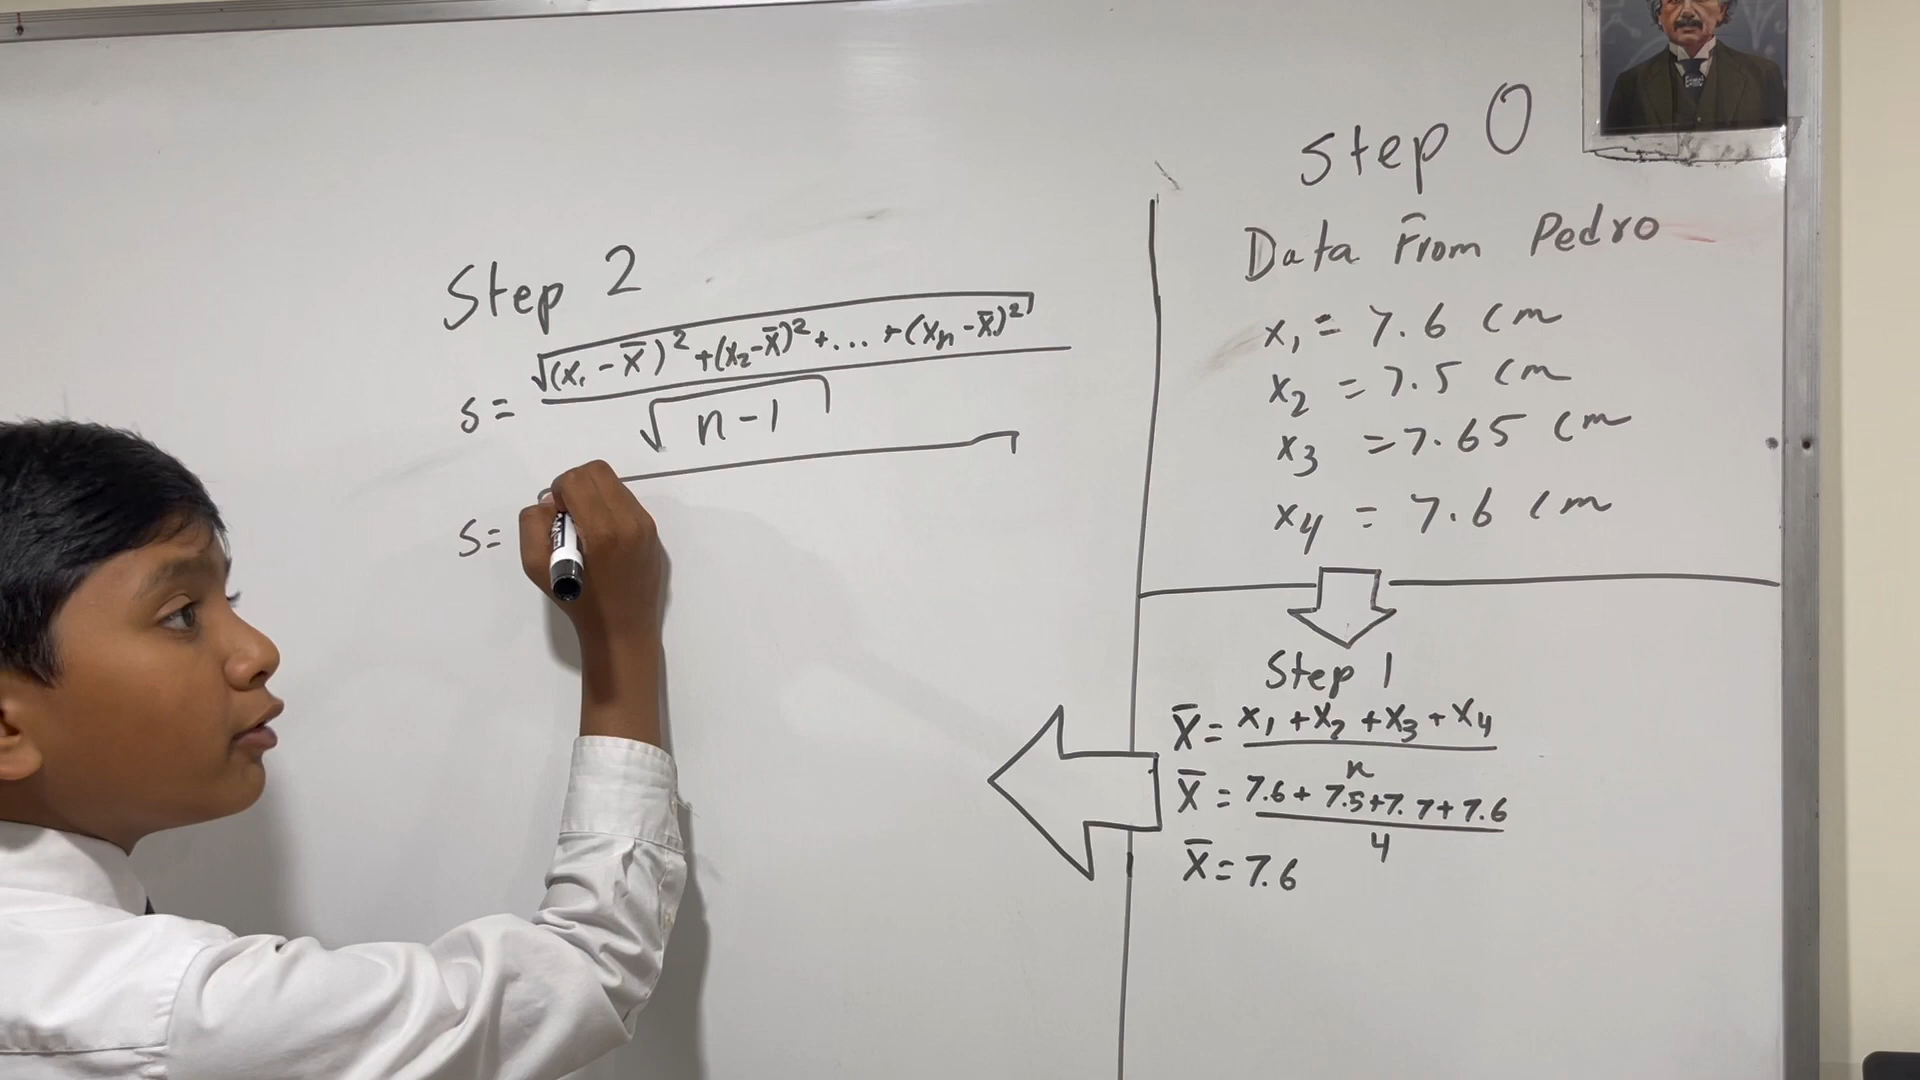 Step 0
Data From Pedro
x₁ = 7.6 cm
x₂ = 7.5 cm
x₃ = 7.65 cm
x₄ = 7.6 cm
Step 1
x̄ = x₁ + x₂ + x₃ + x₄
n
x̄ = 7.6 + 7.5 + 7.7 + 7.6
4
x̄ = 7.6
Step 2
s = √(x₁ - x̄)² + (x₂ - x̄)² + ... + (xₙ - x̄)²
√n - 1
s =